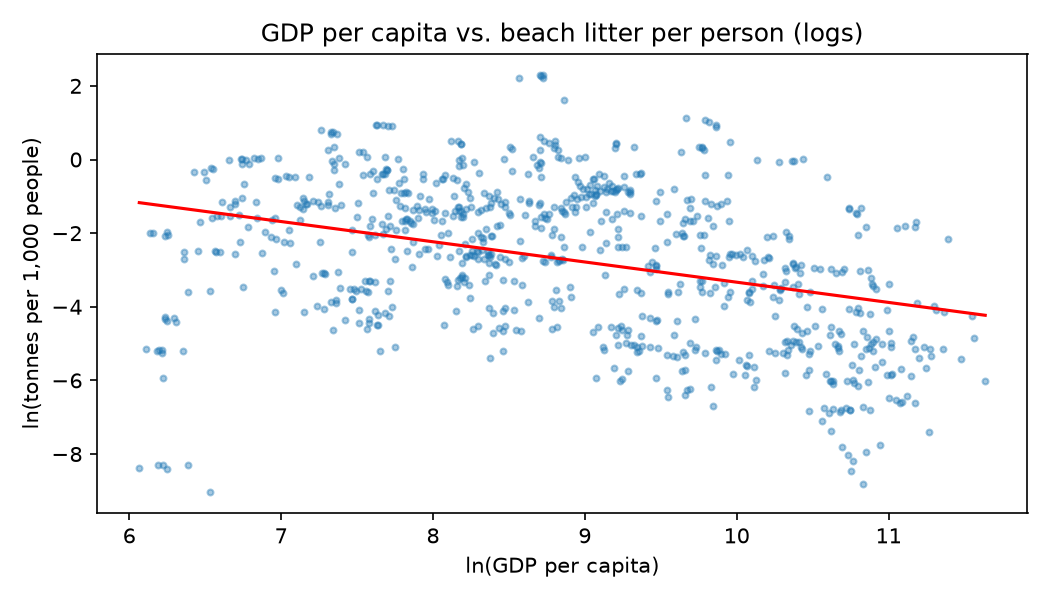 GDP per capita vs. beach litter per person (logs)
ln(tonnes per 1,000 people)
2
0
−2
−4
−6
−8
6 7 8 9 10 11
ln(GDP per capita)